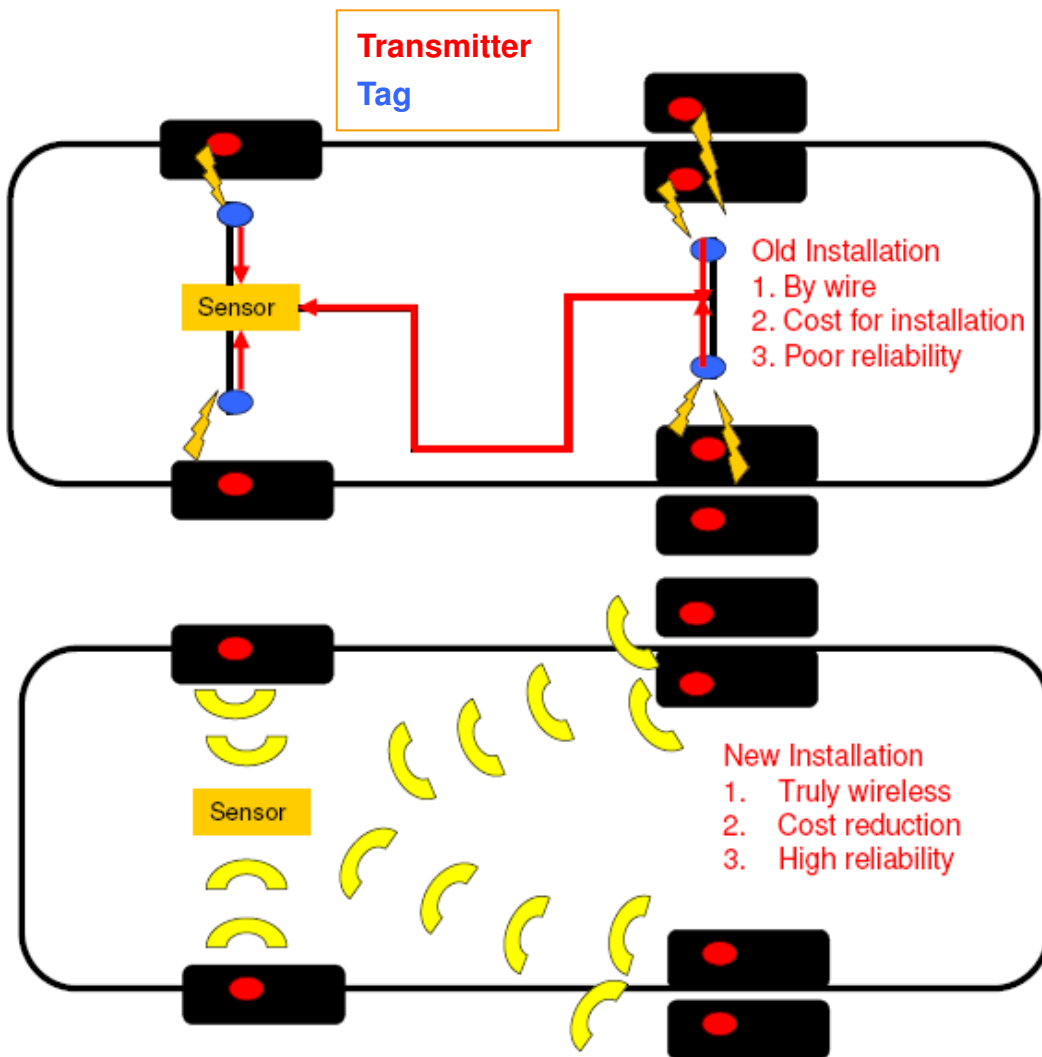 Transmitter
Tag
Old Installation
1. By wire
2. Cost for installation
3. Poor reliability
Sensor
New Installation
1. Truly wireless
2. Cost reduction
3. High reliability
Sensor